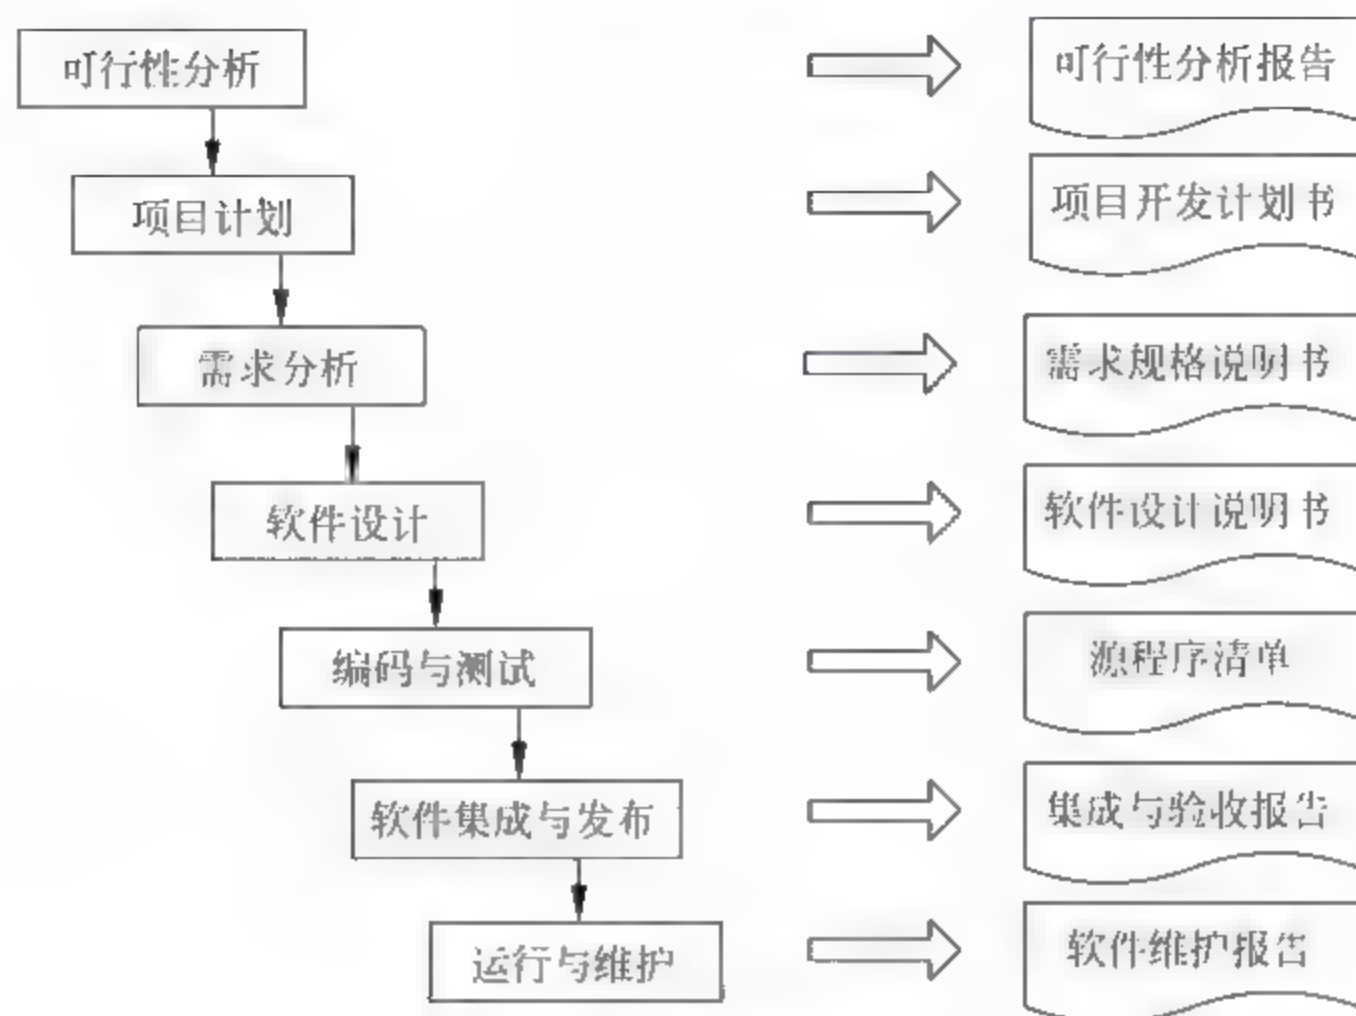 可行性分析
可行性分析报告
项目计划
项目开发计划书
需求分析
需求规格说明书
软件设计
软件设计说明书
编码与测试
源程序清单
软件集成与发布
集成与验收报告
运行与维护
软件维护报告